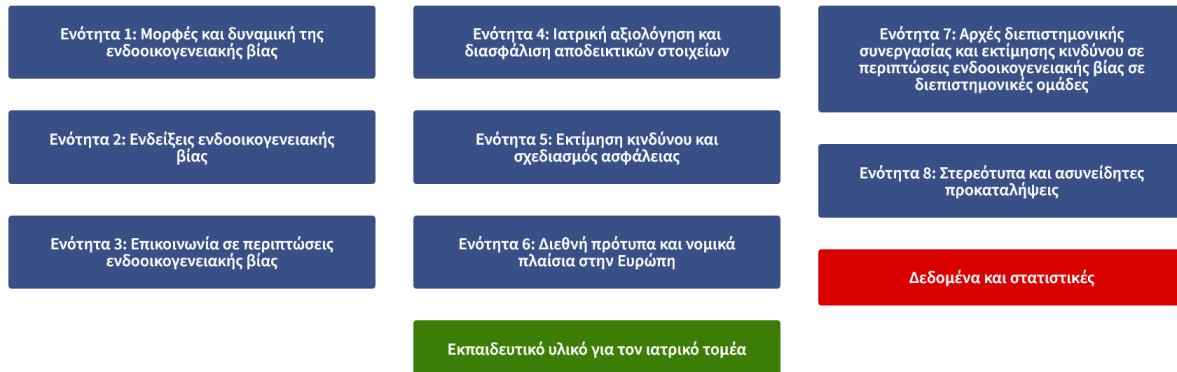 Ενότητα 1: Μορφές και δυναμική της
ενδοοικογενειακής βίας
Ενότητα 2: Ενδείξεις ενδοοικογενειακής
βίας
Ενότητα 3: Επικοινωνία σε περιπτώσεις
ενδοοικογενειακής βίας
Ενότητα 4: Ιατρική αξιολόγηση και
διασφάλιση αποδεικτικών στοιχείων
Ενότητα 5: Εκτίμηση κινδύνου και
σχεδιασμός ασφάλειας
Ενότητα 6: Διεθνή πρότυπα και νομικά
πλαίσια στην Ευρώπη
Εκπαιδευτικό υλικό για τον ιατρικό τομέα
Ενότητα 7: Αρχές διεπιστημονικής
συνεργασίας και εκτίμησης κινδύνου σε
περιπτώσεις ενδοοικογενειακής βίας σε
διεπιστημονικές ομάδες
Ενότητα 8: Στερεότυπα και ασυνείδητες
προκαταλήψεις
Δεδομένα και στατιστικές